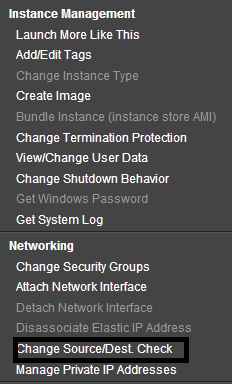 Instance Management
Launch More Like This
Add/Edit Tags
Change Instance Type
Create Image
Bundle Instance (instance store AMI)
Change Termination Protection
View/Change User Data
Change Shutdown Behavior
Get Windows Password
Get System Log
Networking
Change Security Groups
Attach Network Interface
Detach Network Interface
Disassociate Elastic IP Address
Change Source/Dest. Check
Manage Private IP Addresses